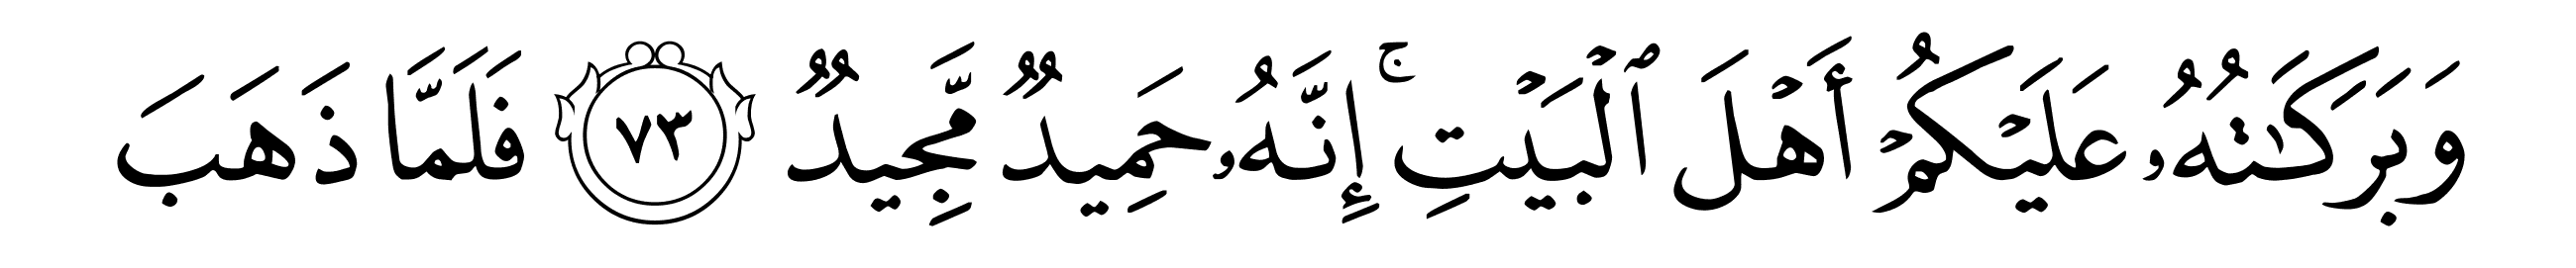 وَبَرَكَـٰتُهُۥ عَلَيْكُمْ أَهْلَ ٱلْبَيْتِ ۚ إِنَّهُۥ حَمِيدٌ مَّجِيدٌ ٧٣ فَلَمَّا ذَهَبَ